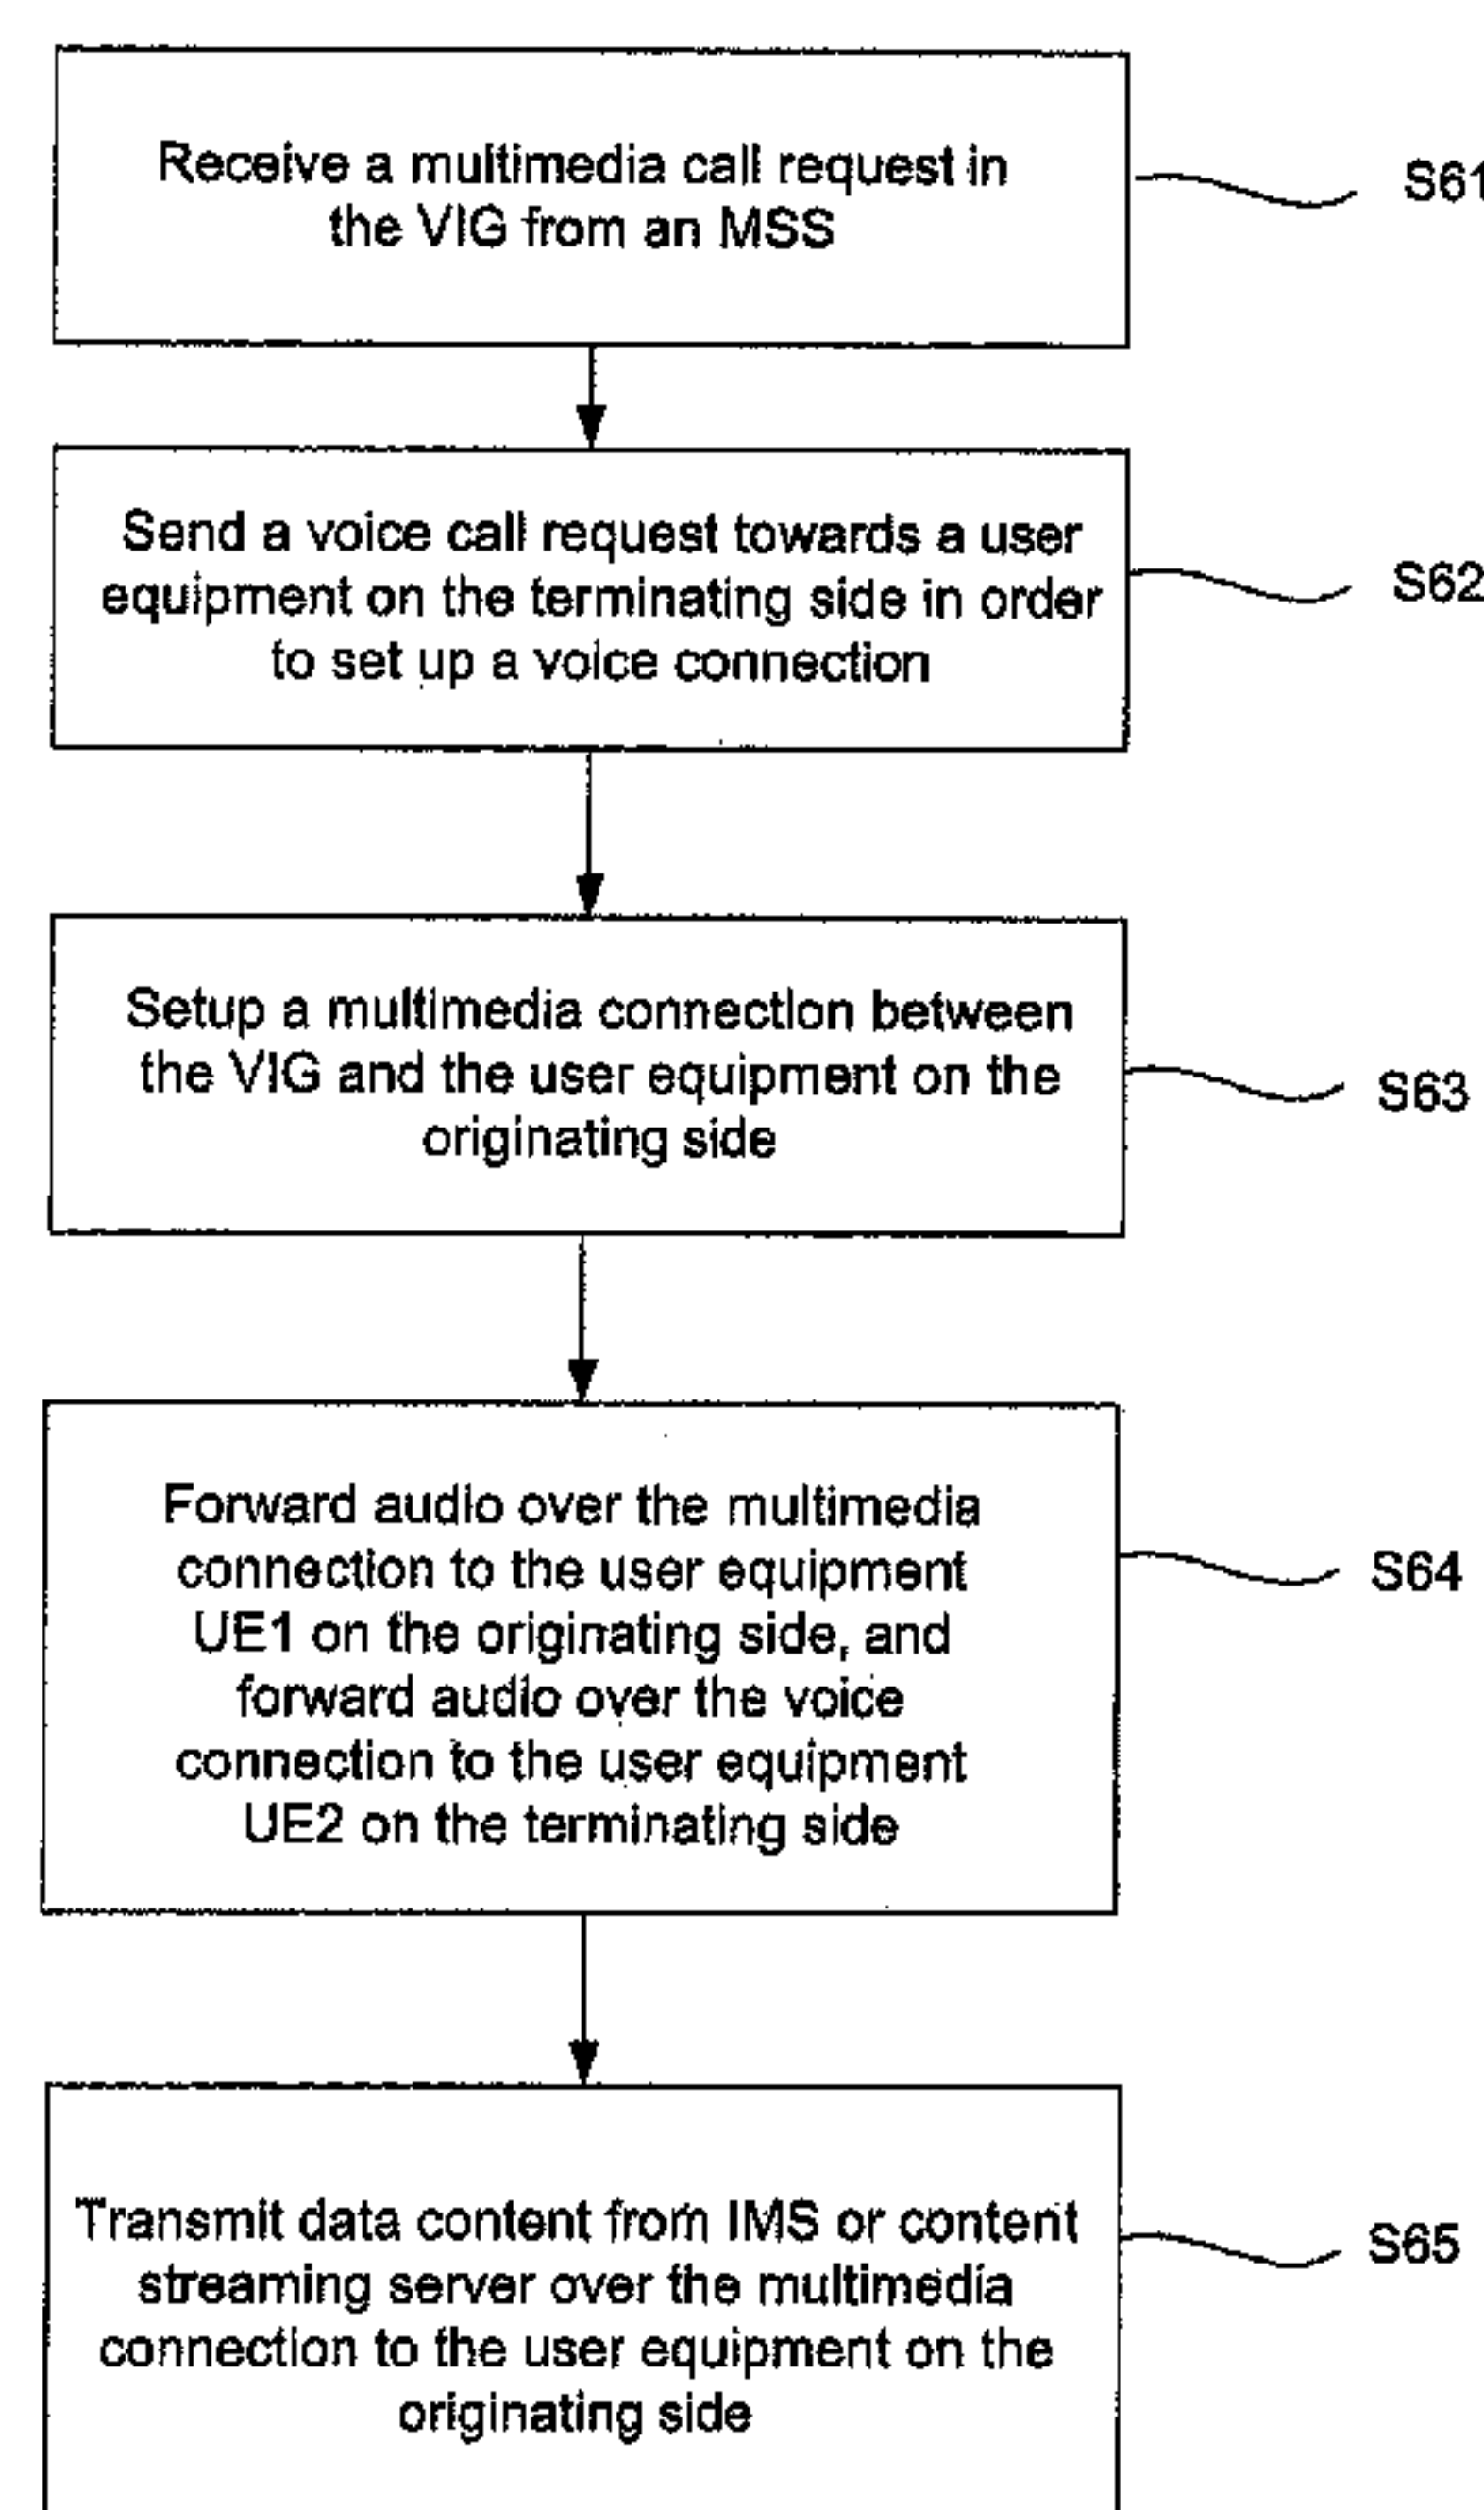 Receive a multimedia call request in
the VIG from an MSS
S61
Send a voice call request towards a user
equipment on the terminating side in order
to set up a voice connection
S62
Setup a multimedia connection between
the VIG and the user equipment on the
originating side
S63
Forward audio over the multimedia
connection to the user equipment
UE1 on the originating side, and
forward audio over the voice
connection to the user equipment
UE2 on the terminating side
S64
Transmit data content from IMS or content
streaming server over the multimedia
connection to the user equipment on the
originating side
S65